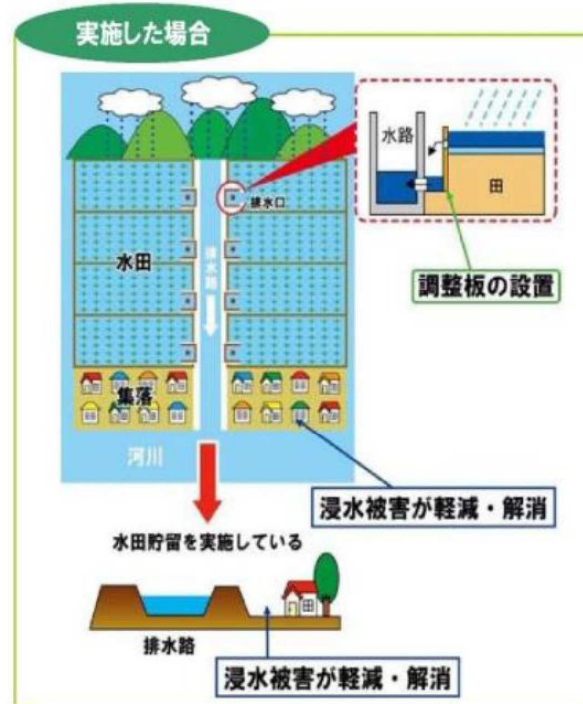 実施した場合
水路
田
排水口
調整板の設置
水田
排水路
集落
河川
浸水被害が軽減・解消
水田貯留を実施している
排水路
浸水被害が軽減・解消